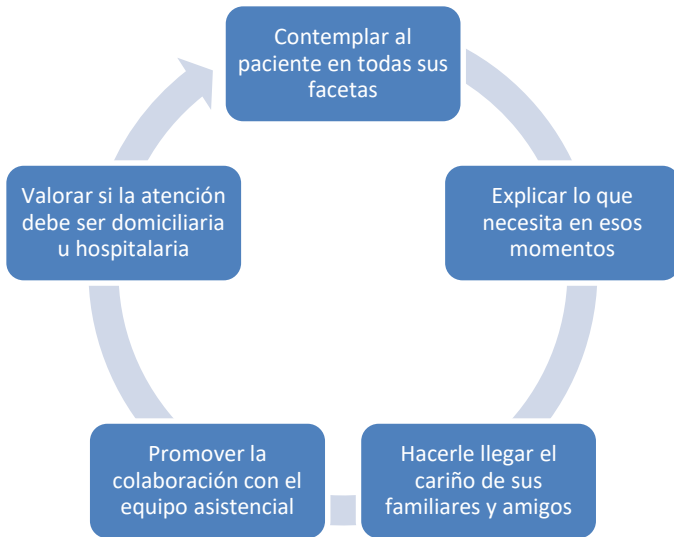 Contemplar al
paciente en todas sus
facetas
Explicar lo que
necesita en esos
momentos
Hacerle llegar el
cariño de sus
familiares y amigos
Promover la
colaboración con el
equipo asistencial
Valorar si la atención
debe ser domiciliaria
u hospitalaria